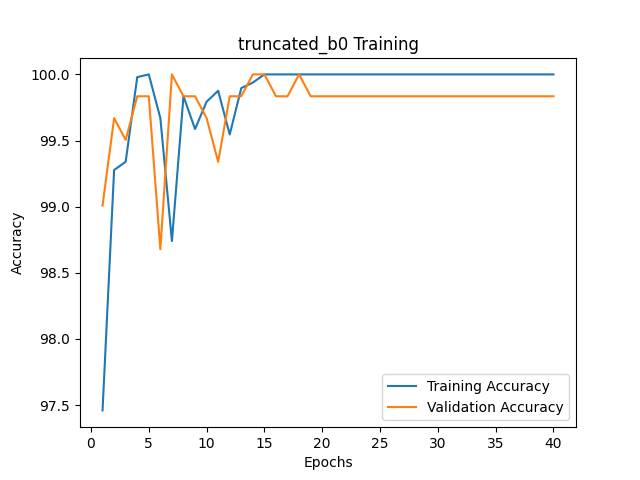 truncated_b0 Training
100.0
99.5
99.0
98.5
98.0
97.5
Accuracy
0 5 10 15 20 25 30 35 40
Epochs
Training Accuracy
Validation Accuracy